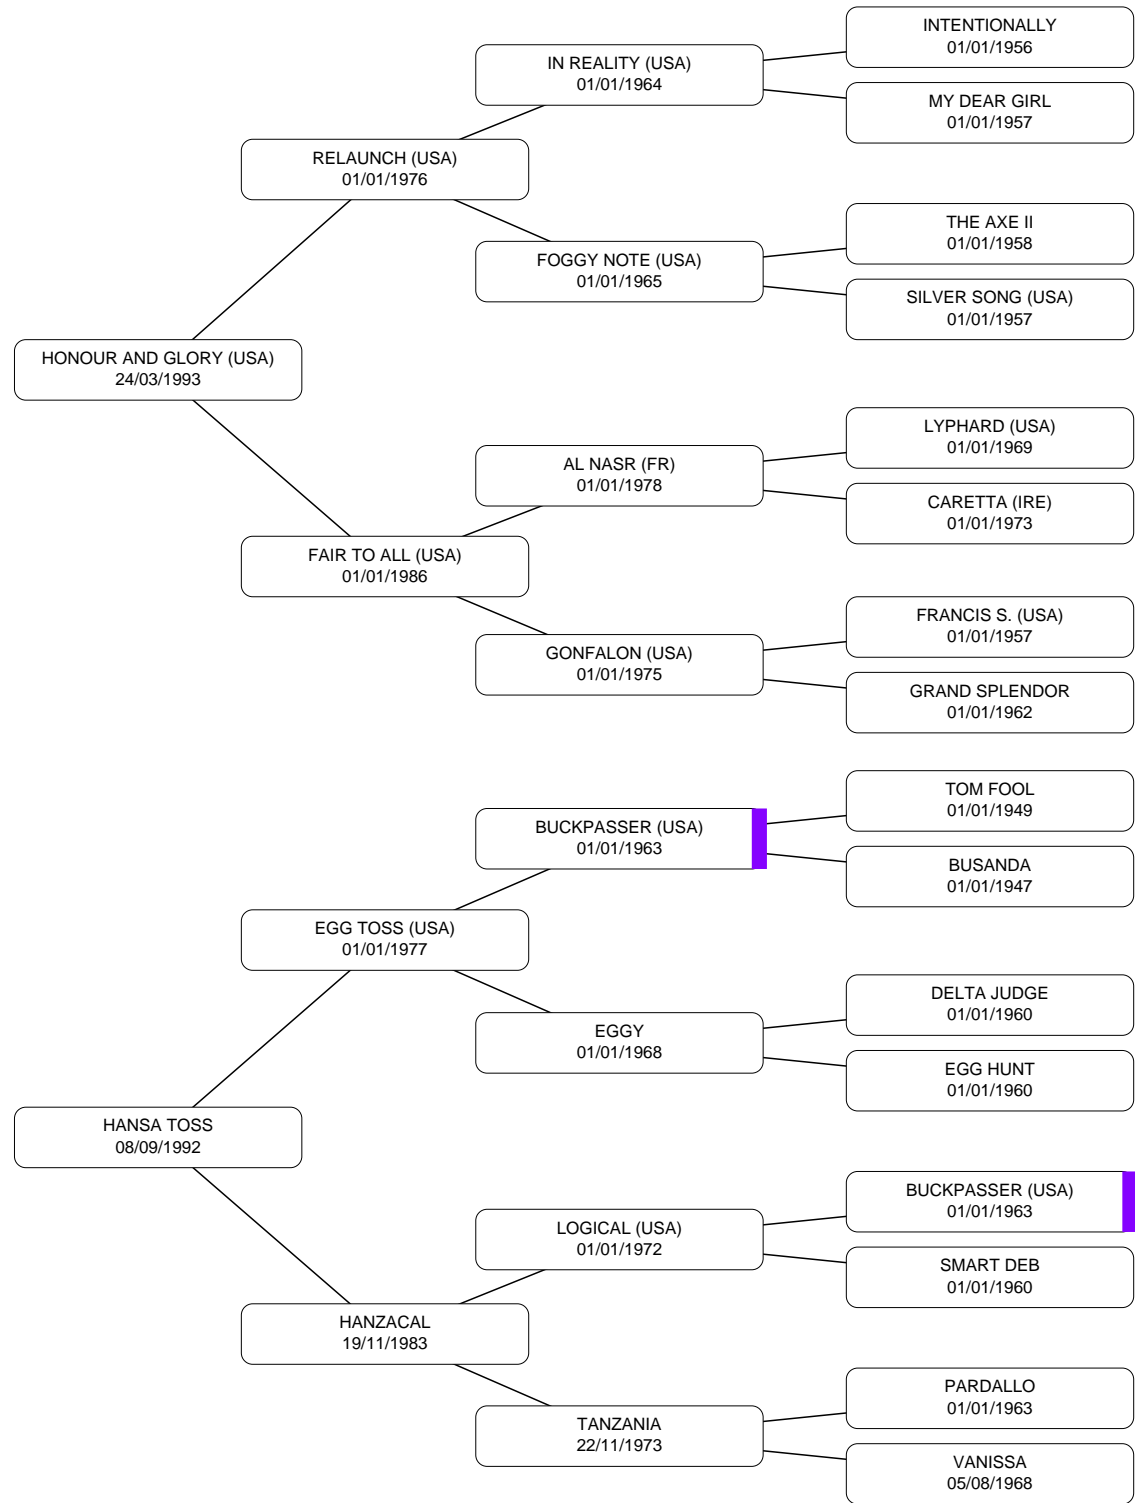 INTENTIONALLY
01/01/1956
IN REALITY (USA)
01/01/1964
MY DEAR GIRL
01/01/1957
RELAUNCH (USA)
01/01/1976
THE AXE II
01/01/1958
FOGGY NOTE (USA)
01/01/1965
SILVER SONG (USA)
01/01/1957
HONOUR AND GLORY (USA)
24/03/1993
LYPHARD (USA)
01/01/1969
AL NASR (FR)
01/01/1978
CARETTA (IRE)
01/01/1973
FAIR TO ALL (USA)
01/01/1986
FRANCIS S. (USA)
01/01/1957
GONFALON (USA)
01/01/1975
GRAND SPLENDOR
01/01/1962
TOM FOOL
01/01/1949
BUCKPASSER (USA)
01/01/1963
BUSANDA
01/01/1947
EGG TOSS (USA)
01/01/1977
DELTA JUDGE
01/01/1960
EGGY
01/01/1968
EGG HUNT
01/01/1960
HANSA TOSS
08/09/1992
BUCKPASSER (USA)
01/01/1963
LOGICAL (USA)
01/01/1972
SMART DEB
01/01/1960
HANZACAL
19/11/1983
PARDALLO
01/01/1963
TANZANIA
22/11/1973
VANISSA
05/08/1968